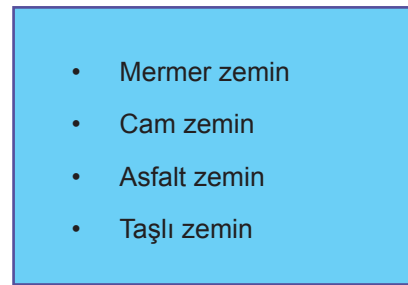 • Mermer zemin
• Cam zemin
• Asfalt zemin
• Taşlı zemin